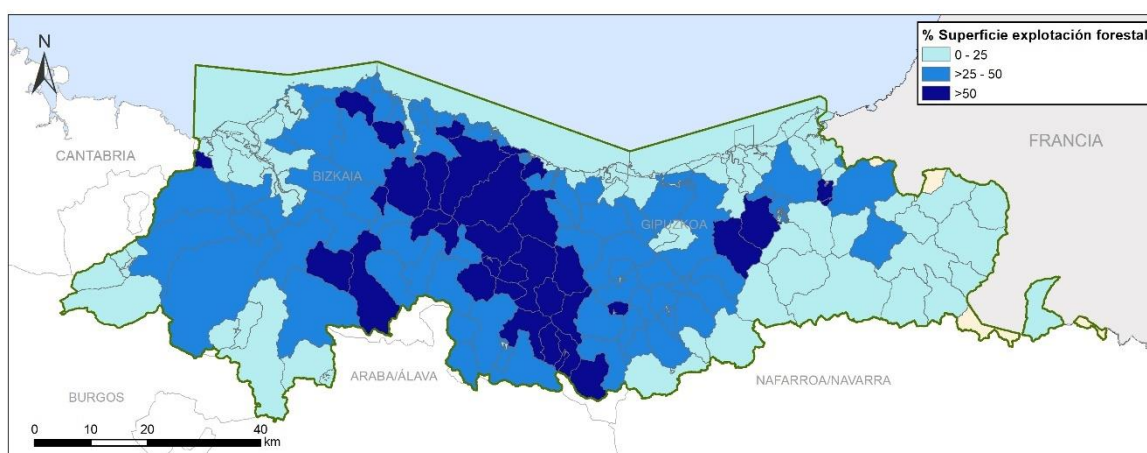 N
% Superficie explotación forestal
0 - 25
>25 - 50
>50
CANTABRIA
FRANCIA
BIZKAIA
GIPUZKOA
ARABA/ÁLAVA
NAFARROA/NAVARRA
BURGOS
0 10 20 40
km